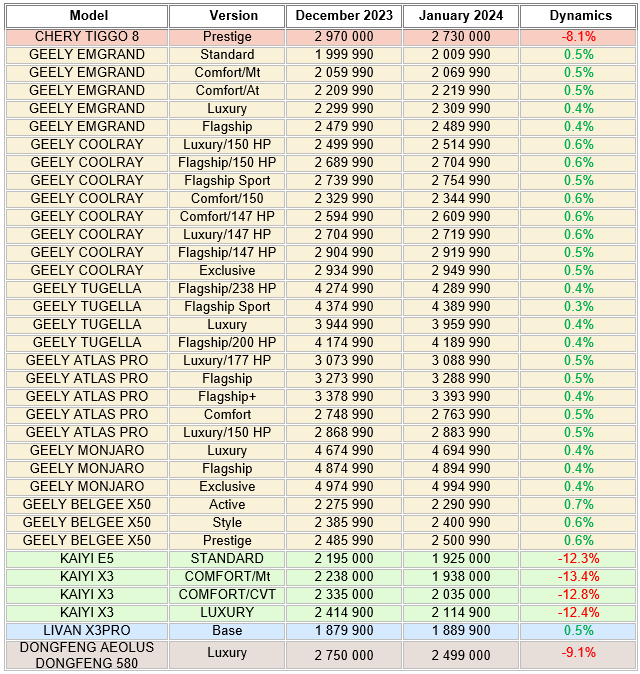 Model Version December 2023 January 2024 Dynamics
CHERY TIGGO 8 Prestige 2 970 000 2 730 000 -8.1%
GEELY EMGRAND Standard 1 999 990 2 009 990 0.5%
GEELY EMGRAND Comfort/Mt 2 059 990 2 069 990 0.5%
GEELY EMGRAND Comfort/At 2 209 990 2 219 990 0.5%
GEELY EMGRAND Luxury 2 299 990 2 309 990 0.4%
GEELY EMGRAND Flagship 2 479 990 2 489 990 0.4%
GEELY COOLRAY Luxury/150 HP 2 499 990 2 514 990 0.6%
GEELY COOLRAY Flagship/150 HP 2 689 990 2 704 990 0.6%
GEELY COOLRAY Flagship Sport 2 739 990 2 754 990 0.5%
GEELY COOLRAY Comfort/150 2 329 990 2 344 990 0.6%
GEELY COOLRAY Comfort/147 HP 2 594 990 2 609 990 0.6%
GEELY COOLRAY Luxury/147 HP 2 704 990 2 719 990 0.6%
GEELY COOLRAY Flagship/147 HP 2 904 990 2 919 990 0.5%
GEELY COOLRAY Exclusive 2 934 990 2 949 990 0.5%
GEELY TUGELLA Flagship/238 HP 4 274 990 4 289 990 0.4%
GEELY TUGELLA Flagship Sport 4 374 990 4 389 990 0.3%
GEELY TUGELLA Luxury 3 944 990 3 959 990 0.4%
GEELY TUGELLA Flagship/200 HP 4 174 990 4 189 990 0.4%
GEELY ATLAS PRO Luxury/177 HP 3 073 990 3 088 990 0.5%
GEELY ATLAS PRO Flagship 3 273 990 3 288 990 0.5%
GEELY ATLAS PRO Flagship+ 3 378 990 3 393 990 0.4%
GEELY ATLAS PRO Comfort 2 748 990 2 763 990 0.5%
GEELY ATLAS PRO Luxury/150 HP 2 868 990 2 883 990 0.5%
GEELY MONJARO Luxury 4 674 990 4 694 990 0.4%
GEELY MONJARO Flagship 4 874 990 4 894 990 0.4%
GEELY MONJARO Exclusive 4 974 990 4 994 990 0.4%
GEELY BELGEE X50 Active 2 275 990 2 290 990 0.7%
GEELY BELGEE X50 Style 2 385 990 2 400 990 0.6%
GEELY BELGEE X50 Prestige 2 485 990 2 500 990 0.6%
KAIYI E5 STANDARD 2 195 000 1 925 000 -12.3%
KAIYI X3 COMFORT/Mt 2 238 000 1 938 000 -13.4%
KAIYI X3 COMFORT/CVT 2 335 000 2 035 000 -12.8%
KAIYI X3 LUXURY 2 414 900 2 114 900 -12.4%
LIVAN X3PRO Base 1 879 900 1 889 900 0.5%
DONGFENG AEOLUS
DONGFENG 580 Luxury 2 750 000 2 499 000 -9.1%